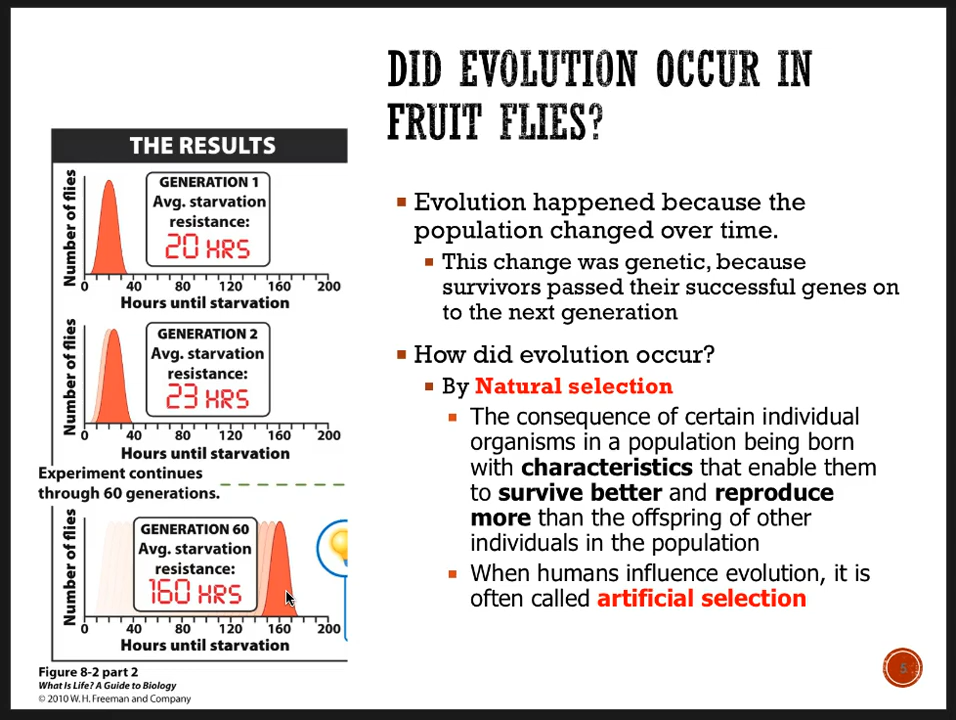 DID EVOLUTION OCCUR IN
FRUIT FLIES?
THE RESULTS
Number of flies
GENERATION 1
Avg. starvation
resistance:
20 HRS
0 40 80 120 160 200
Hours until starvation
Number of flies
GENERATION 2
Avg. starvation
resistance:
23 HRS
0 40 80 120 160 200
Hours until starvation
Experiment continues
through 60 generations.
Number of flies
GENERATION 60
Avg. starvation
resistance:
160 HRS
0 40 80 120 160 200
Hours until starvation
Figure 8-2 part 2
What Is Life? A Guide to Biology
© 2010 W. H. Freeman and Company
Evolution happened because the
population changed over time.
This change was genetic, because
survivors passed their successful genes on
to the next generation
How did evolution occur?
By Natural selection
The consequence of certain individual
organisms in a population being born
with characteristics that enable them
to survive better and reproduce
more than the offspring of other
individuals in the population
When humans influence evolution, it is
often called artificial selection
5